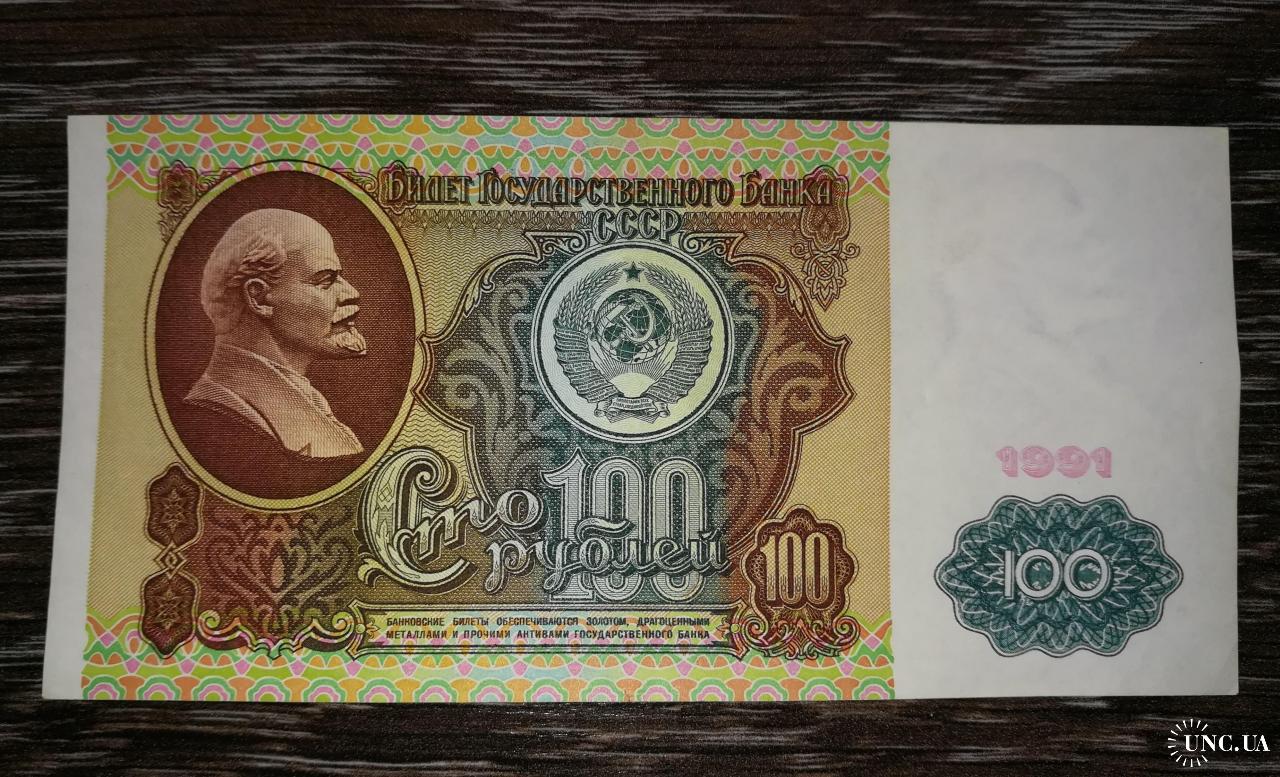 Билет Государственного Банка
СССР
1991
Сто
100
рублей
100
100
БАНКОВСКИЕ БИЛЕТЫ ОБЕСПЕЧИВАЮТСЯ ЗОЛОТОМ, ДРАГОЦЕННЫМИ
МЕТАЛЛАМИ И ПРОЧИМИ АКТИВАМИ ГОСУДАРСТВЕННОГО БАНКА
UNC.UA